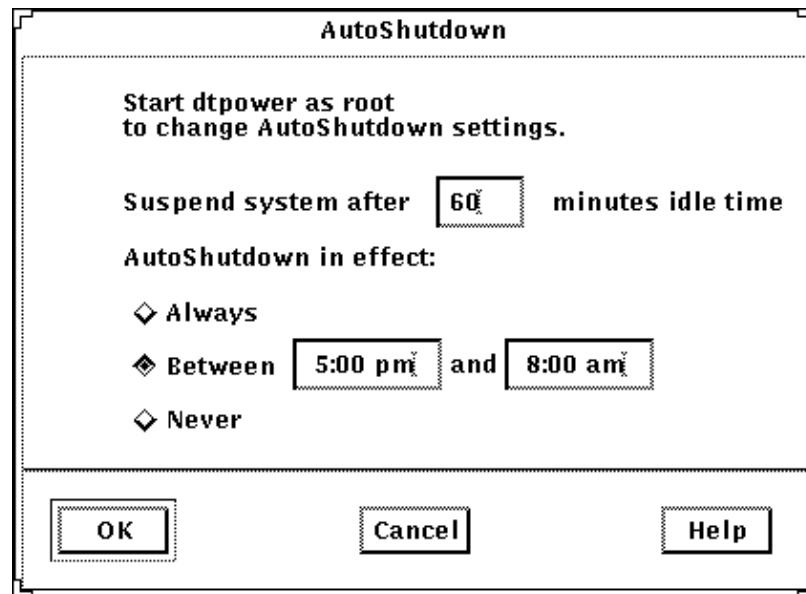 AutoShutdown
Start dtpower as root
to change AutoShutdown settings.
Suspend system after 60 minutes idle time
AutoShutdown in effect:
Always
Between 5:00 pm and 8:00 am
Never
OK Cancel Help